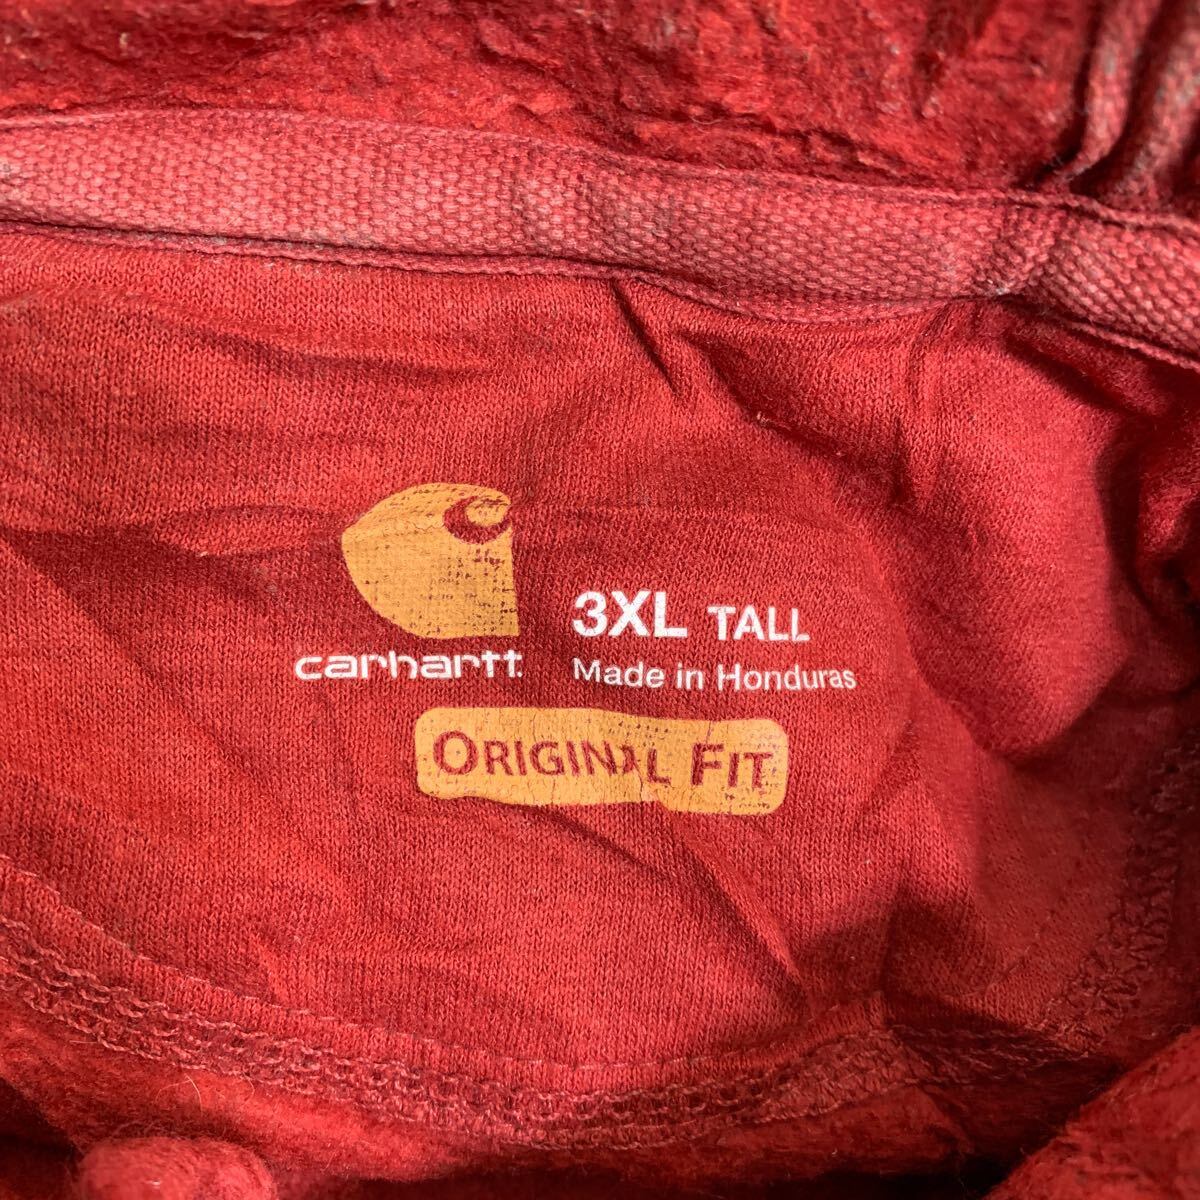 carhartt
3XL TALL
Made in Honduras
ORIGINAL FIT